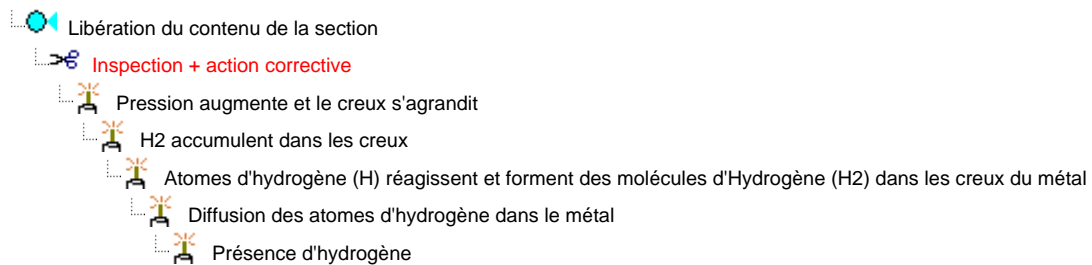 Libération du contenu de la section
Inspection + action corrective
Pression augmente et le creux s'agrandit
H2 accumulent dans les creux
Atomes d'hydrogène (H) réagissent et forment des molécules d'Hydrogène (H2) dans les creux du métal
Diffusion des atomes d'hydrogène dans le métal
Présence d'hydrogène